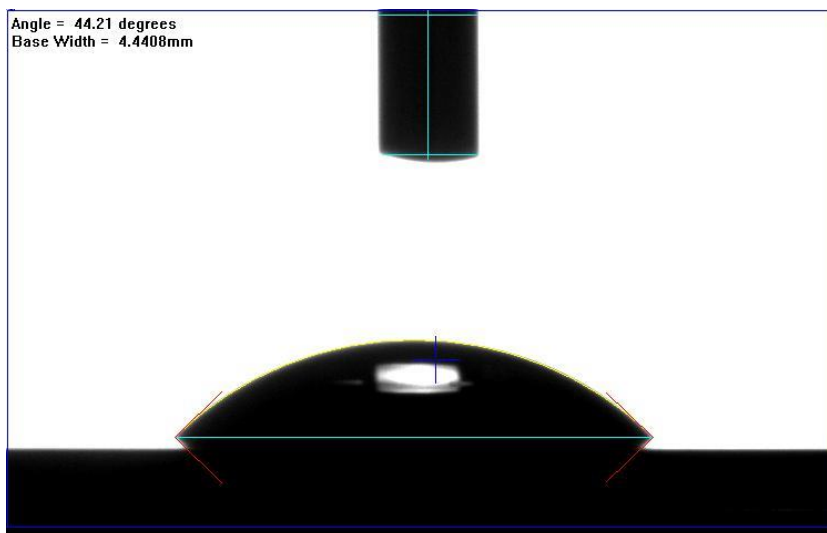 Angle = 44.21 degrees
Base Width = 4.4408mm